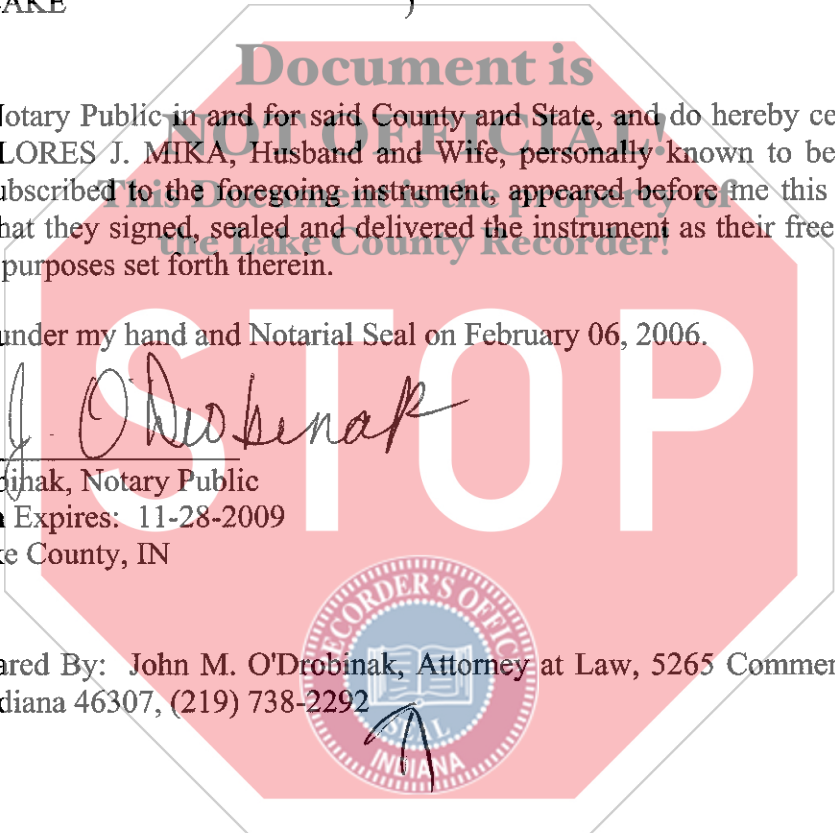 LAKE )
Document is
Notary Public in and for said County and State, and do hereby ce
NOT OFFICIAL!
LORES J. MIKA, Husband and Wife, personally known to be
This Document is the property of
ubscribed to the foregoing instrument, appeared before me this
the Lake County Recorder!
hat they signed, sealed and delivered the instrument as their free
purposes set forth therein.
under my hand and Notarial Seal on February 06, 2006.
STOP
J. O'Drobinak
binak, Notary Public
n Expires: 11-28-2009
ke County, IN
RECORDER'S OFFICE
ared By: John M. O'Drobinak, Attorney at Law, 5265 Commer
diana 46307, (219) 738-2292
SEAL
INDIANA